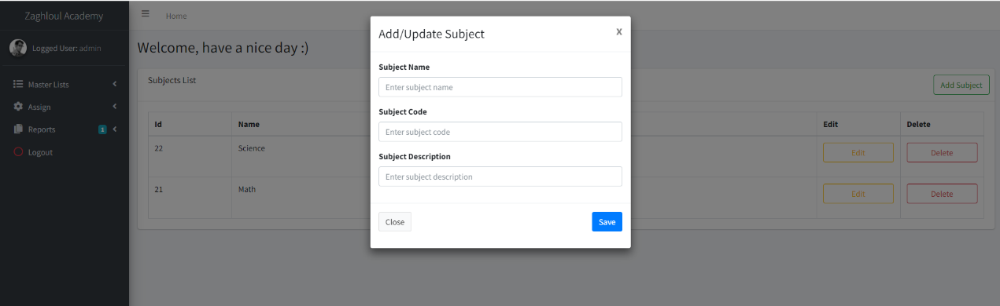 Zaghloul Academy
Home
Logged User: admin
Master Lists
Assign
Reports 1
Logout
Welcome, have a nice day :)
Subjects List
Add Subject
Id Name Edit Delete
22 Science Edit Delete
21 Math Edit Delete
Add/Update Subject x
Subject Name
Enter subject name
Subject Code
Enter subject code
Subject Description
Enter subject description
Close Save